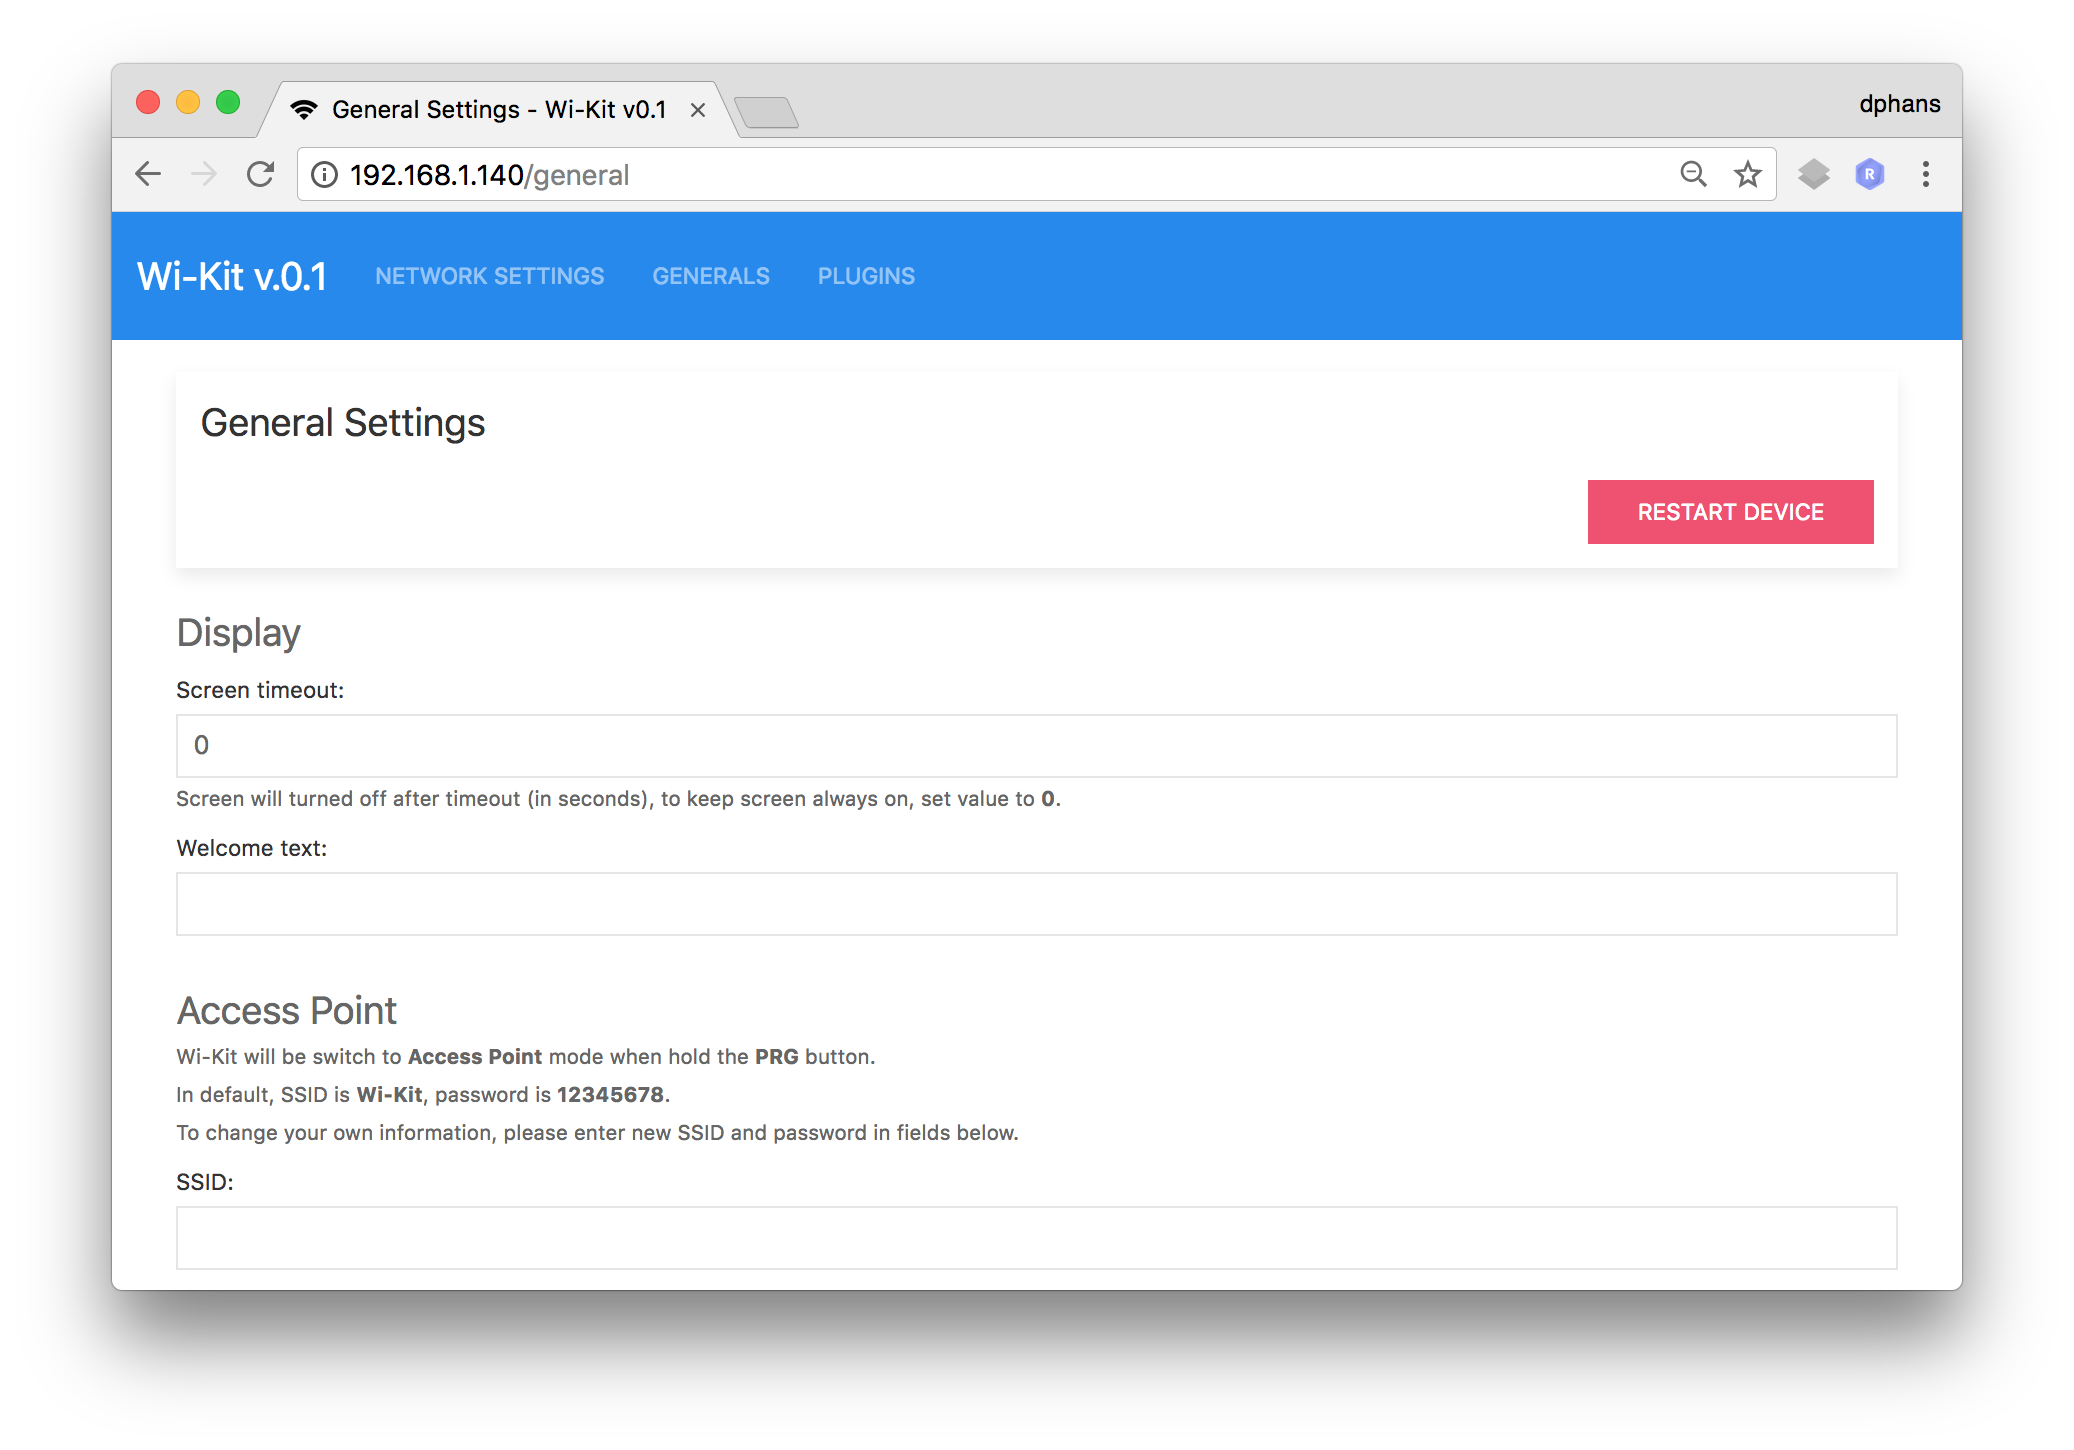 General Settings - Wi-Kit v0.1
dphans
192.168.1.140/general
R
Wi-Kit v.0.1 NETWORK SETTINGS GENERALS PLUGINS
General Settings
RESTART DEVICE
Display
Screen timeout:
0
Screen will turned off after timeout (in seconds), to keep screen always on, set value to 0.
Welcome text:
Access Point
Wi-Kit will be switch to Access Point mode when hold the PRG button.
In default, SSID is Wi-Kit, password is 12345678.
To change your own information, please enter new SSID and password in fields below.
SSID: